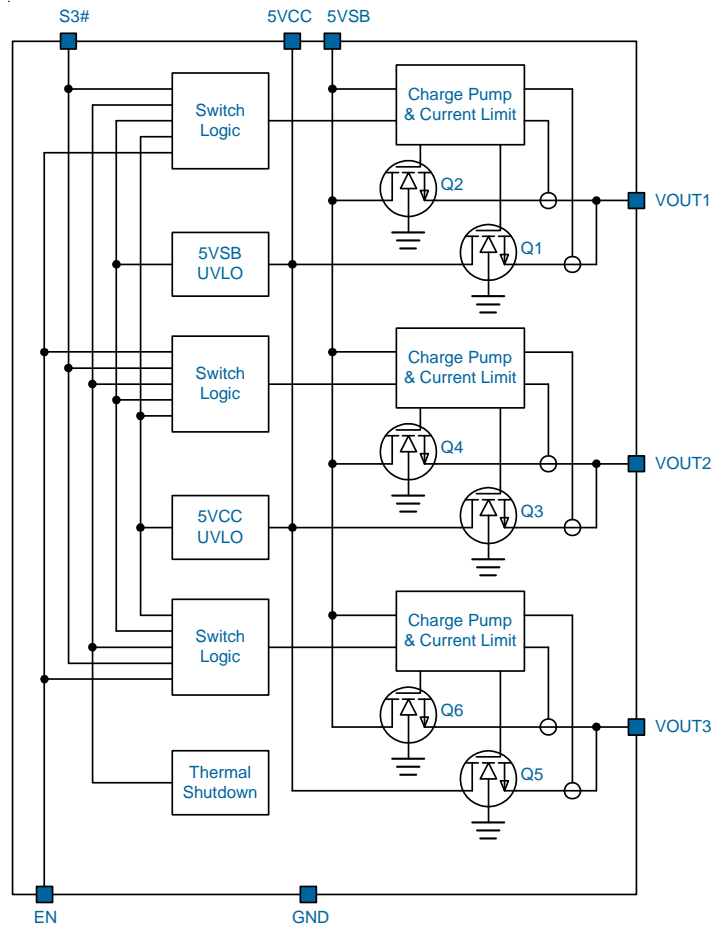 S3#
5VCC
5VSB
Switch
Logic
Charge Pump
& Current Limit
Q2
VOUT1
Q1
5VSB
UVLO
Switch
Logic
Charge Pump
& Current Limit
Q4
VOUT2
Q3
5VCC
UVLO
Switch
Logic
Charge Pump
& Current Limit
Q6
VOUT3
Q5
Thermal
Shutdown
EN
GND